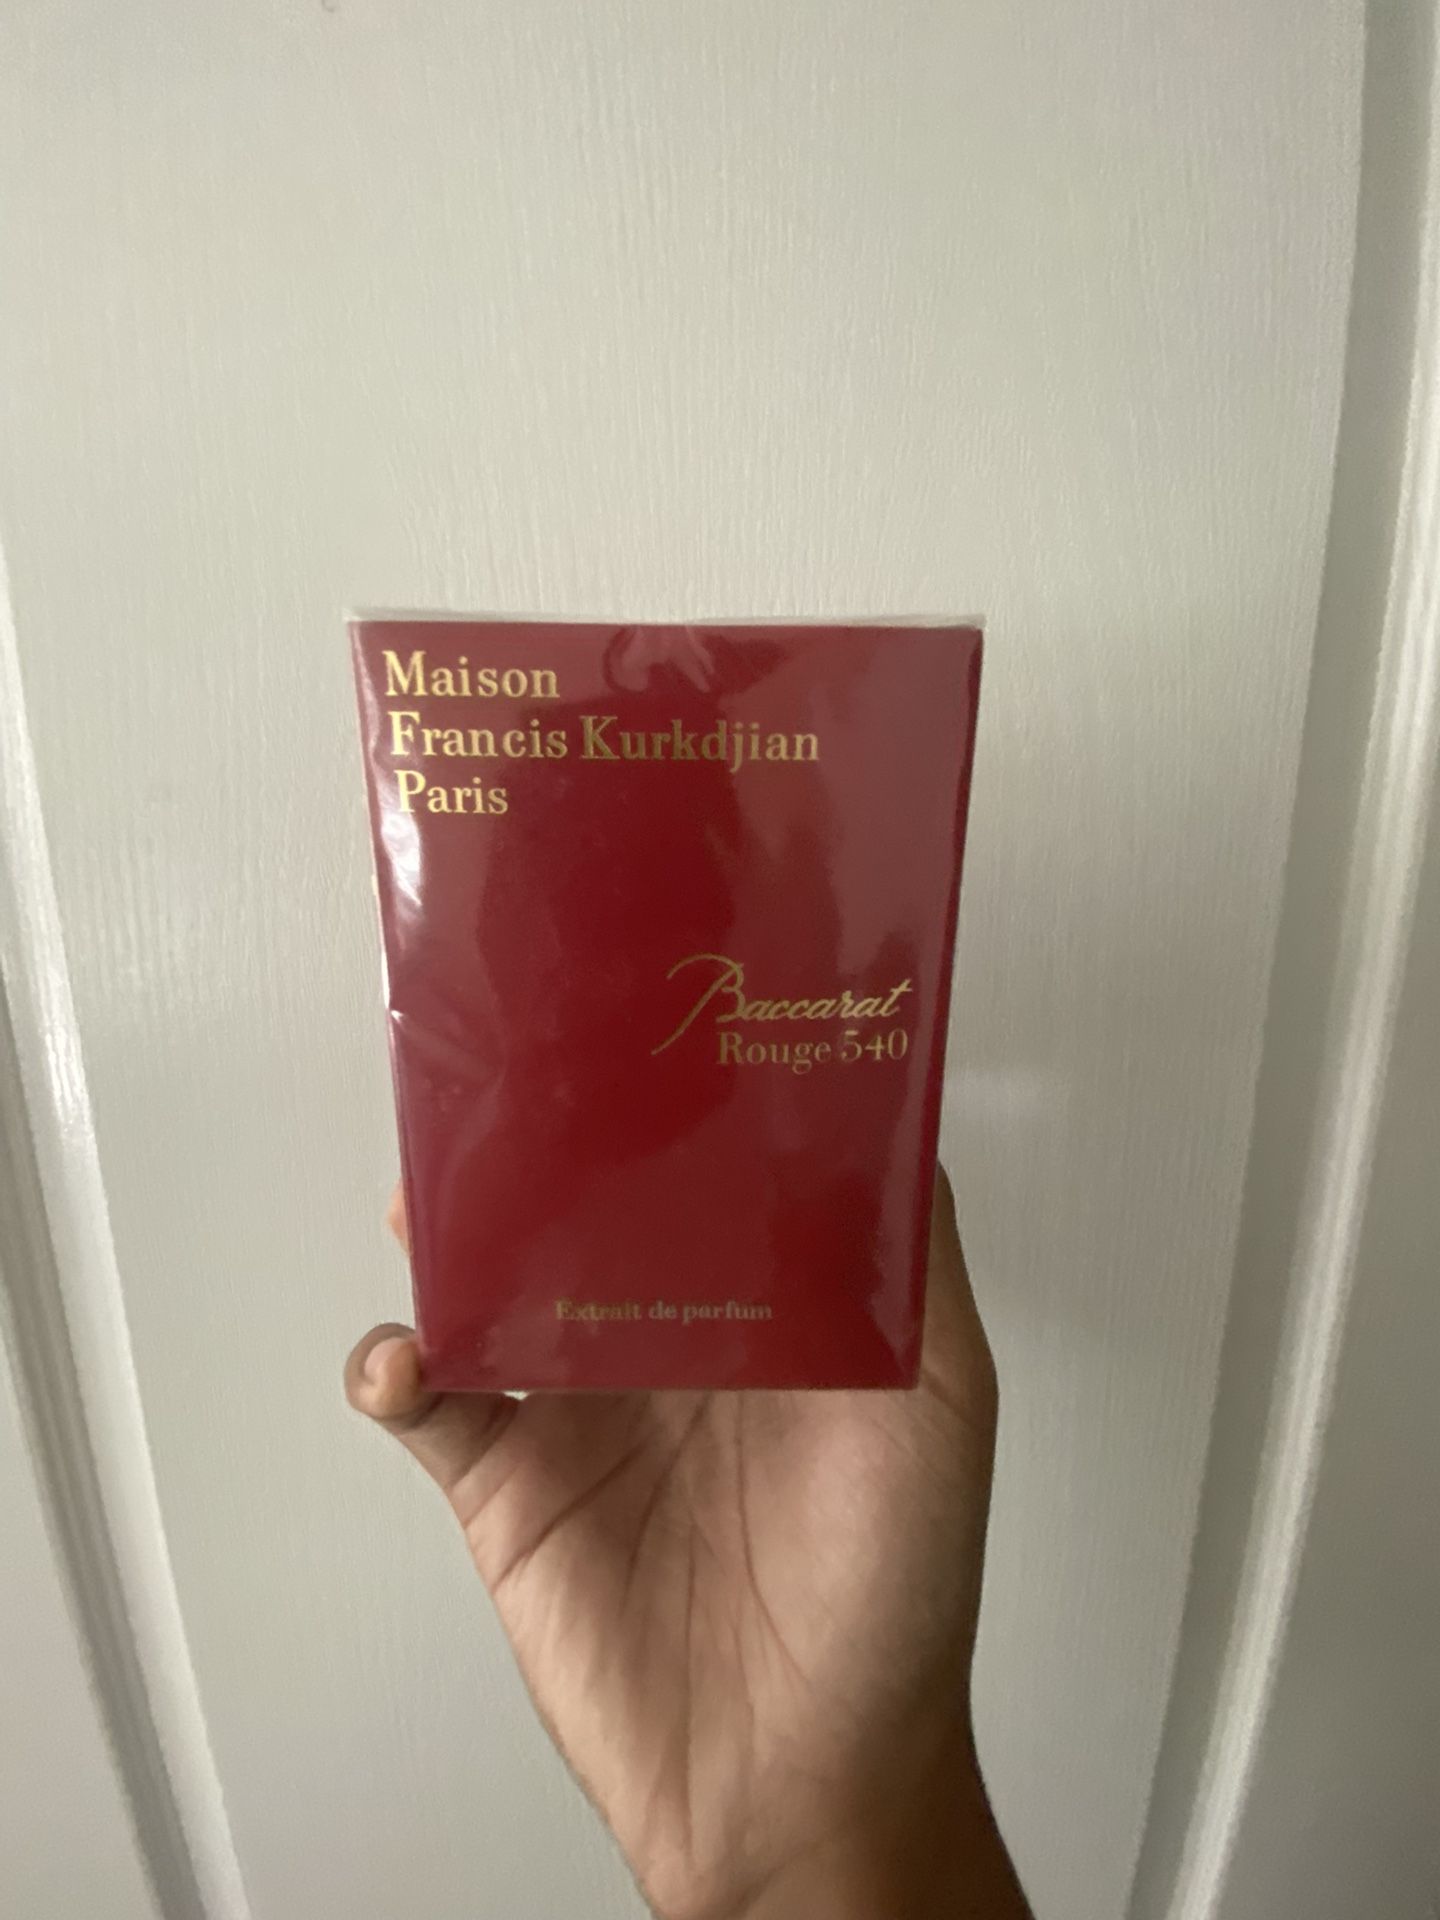 Maison
Francis Kurkdjian
Paris
Baccarat
Rouge 540
Extrait de parfum